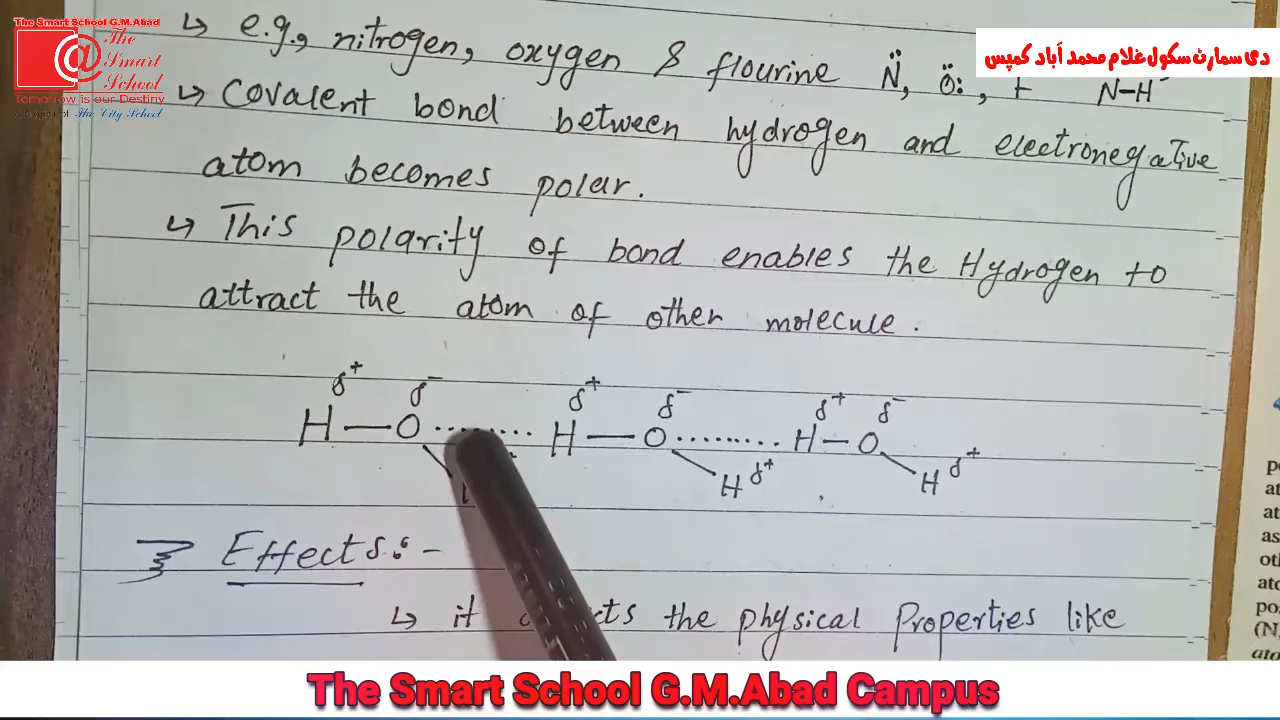 The Smart School G.M.Abad
The
Smart
School
Tomorrow is our Destiny
A project of The City School
دی سمارٹ سکول غلام محمد آباد کمپس
↳ e.g., nitrogen, oxygen & flourine N̈, Ö:, N-H
↳ Covalent bond between hydrogen and electronegative
atom becomes polar.
↳ This polarity of bond enables the Hydrogen to
attract the atom of other molecule.
δ+ δ- δ+ δ- δ+ δ-
H—O........H—O........H—O
H δ+ H δ+
Effects:-
↳ it the physical Properties like
The Smart School G.M.Abad Campus